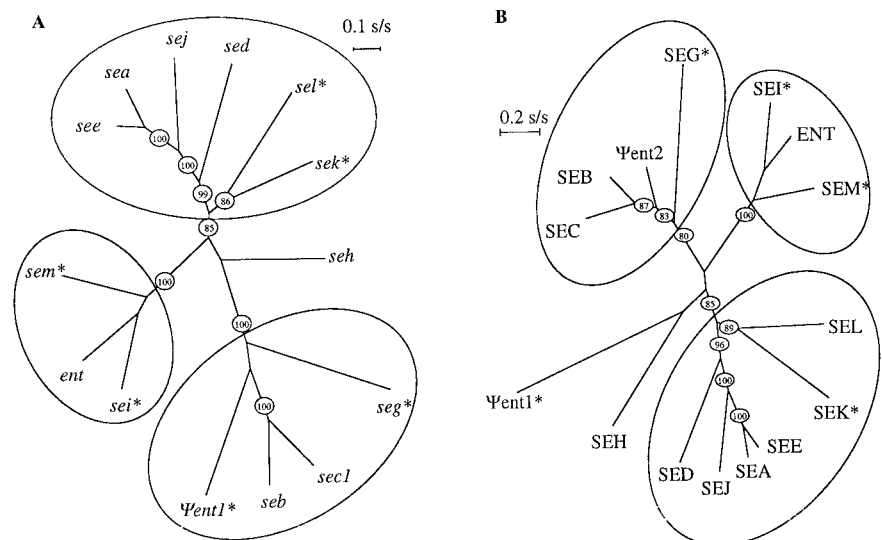 A
0.1 s/s
sej
sed
sea
sel*
see
100
100
sek*
99
86
85
seh
sem*
100
100
ent
sei*
seg*
100
sec1
Ψent1*
seb
B
SEG*
SEI*
0.2 s/s
ENT
Ψent2
SEB
SEM*
87
83
100
SEC
80
85
SEL
89
96
Ψent1*
100
SEK*
100
SEH
SEE
SED
SEA
SEJ